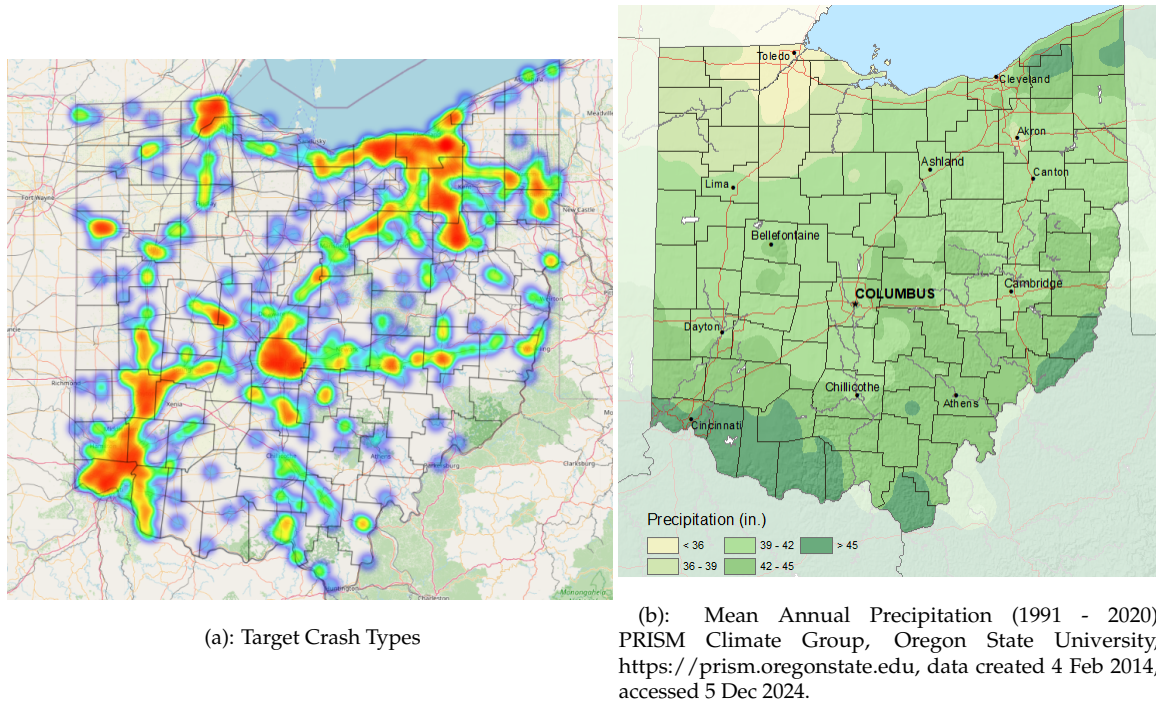 Toledo
Cleveland
Akron
Ashland
Canton
Lima
Bellefontaine
COLUMBUS
Cambridge
Dayton
Chillicothe
Athens
Cincinnati
Precipitation (in.)
< 36
39 - 42
> 45
36 - 39
42 - 45
Meadville
Fort Wayne
New Castle
Richmond
Xenia
Clarksburg
Huntington
Charleston
Monongahela
(a): Target Crash Types
(b): Mean Annual Precipitation (1991 - 2020)
PRISM Climate Group, Oregon State University,
https://prism.oregonstate.edu, data created 4 Feb 2014,
accessed 5 Dec 2024.